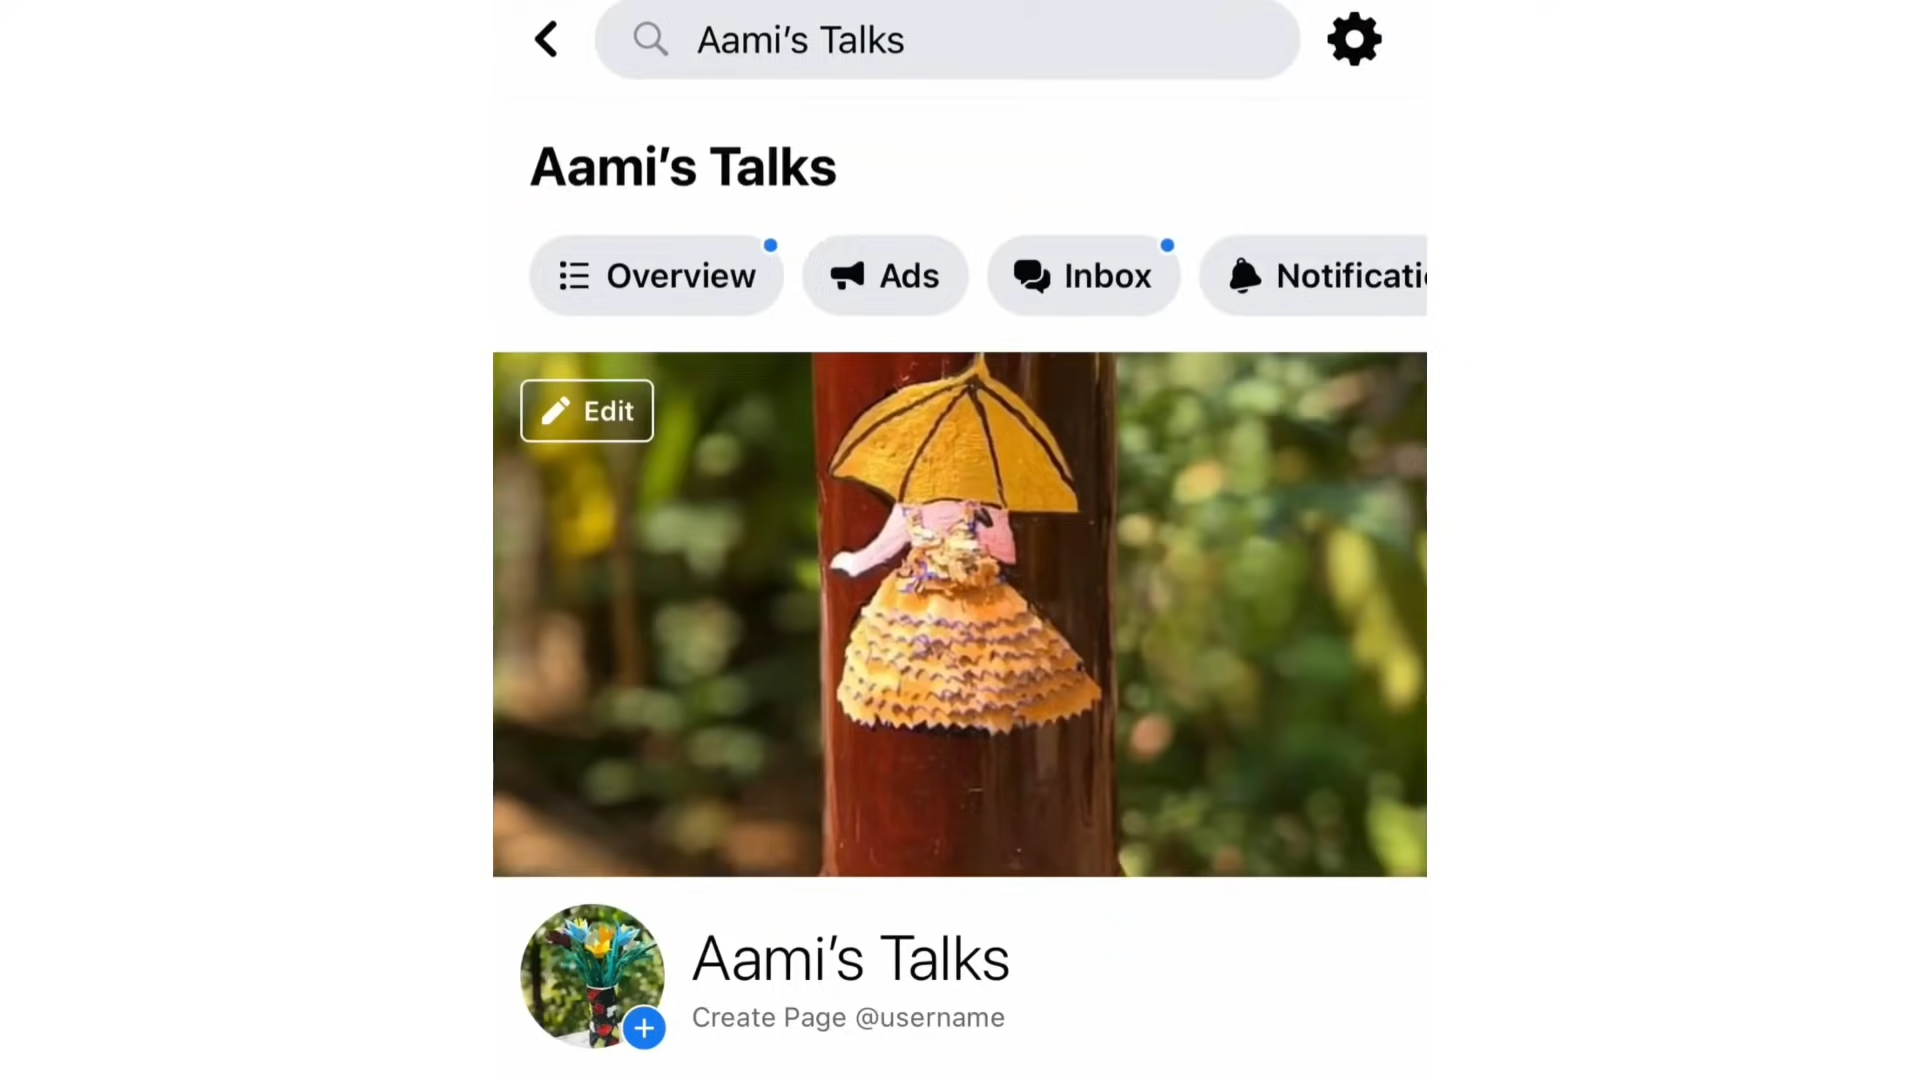 Aami's Talks
Aami's Talks
Overview Ads Inbox
Edit
Aami's Talks
Create Page @username